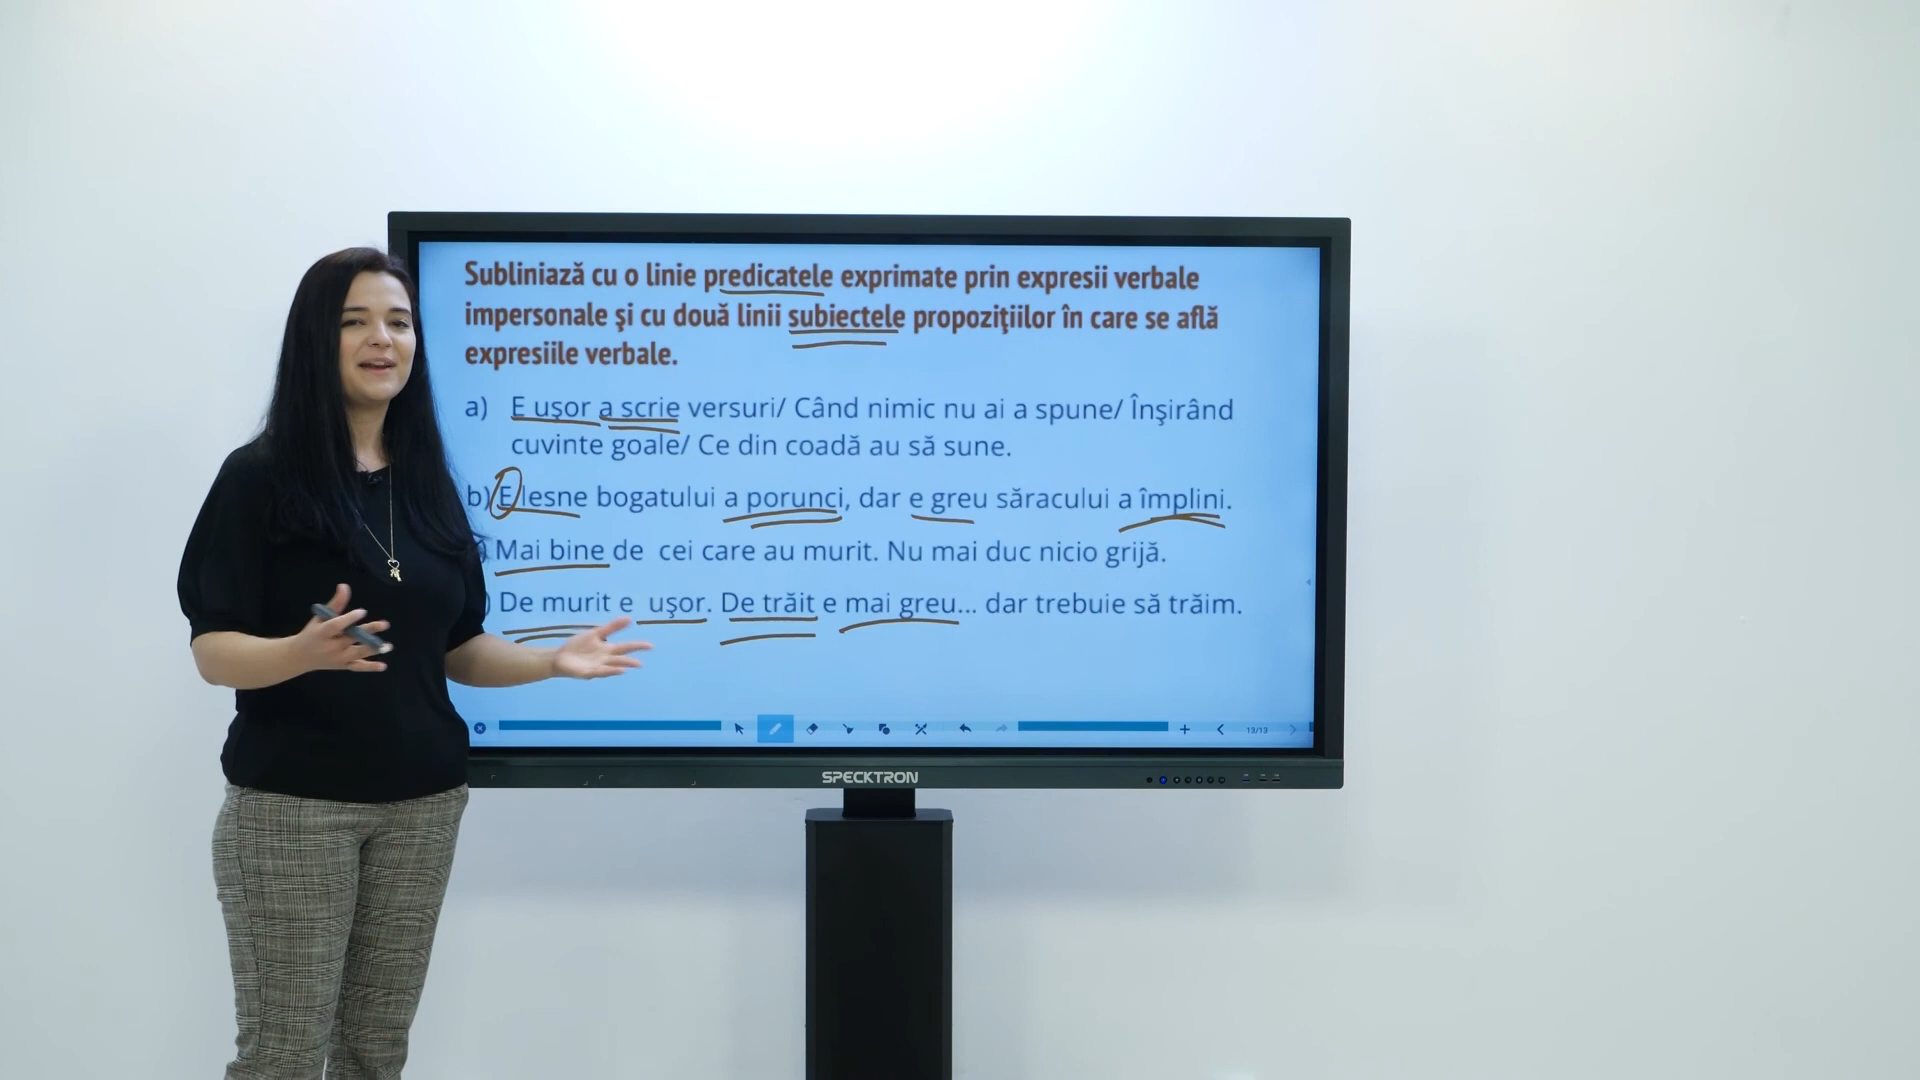 Subliniază cu o linie predicatele exprimate prin expresii verbale
impersonale şi cu două linii subiectele propoziţiilor în care se află
expresiile verbale.
a) E uşor a scrie versuri/ Când nimic nu ai a spune/ Înşirând
cuvinte goale/ Ce din coadă au să sune.
b) E lesne bogatului a porunci, dar e greu săracului a împlini.
) Mai bine de cei care au murit. Nu mai duc nicio grijă.
) De murit e uşor. De trăit e mai greu... dar trebuie să trăim.
13/13
SPECKTRON